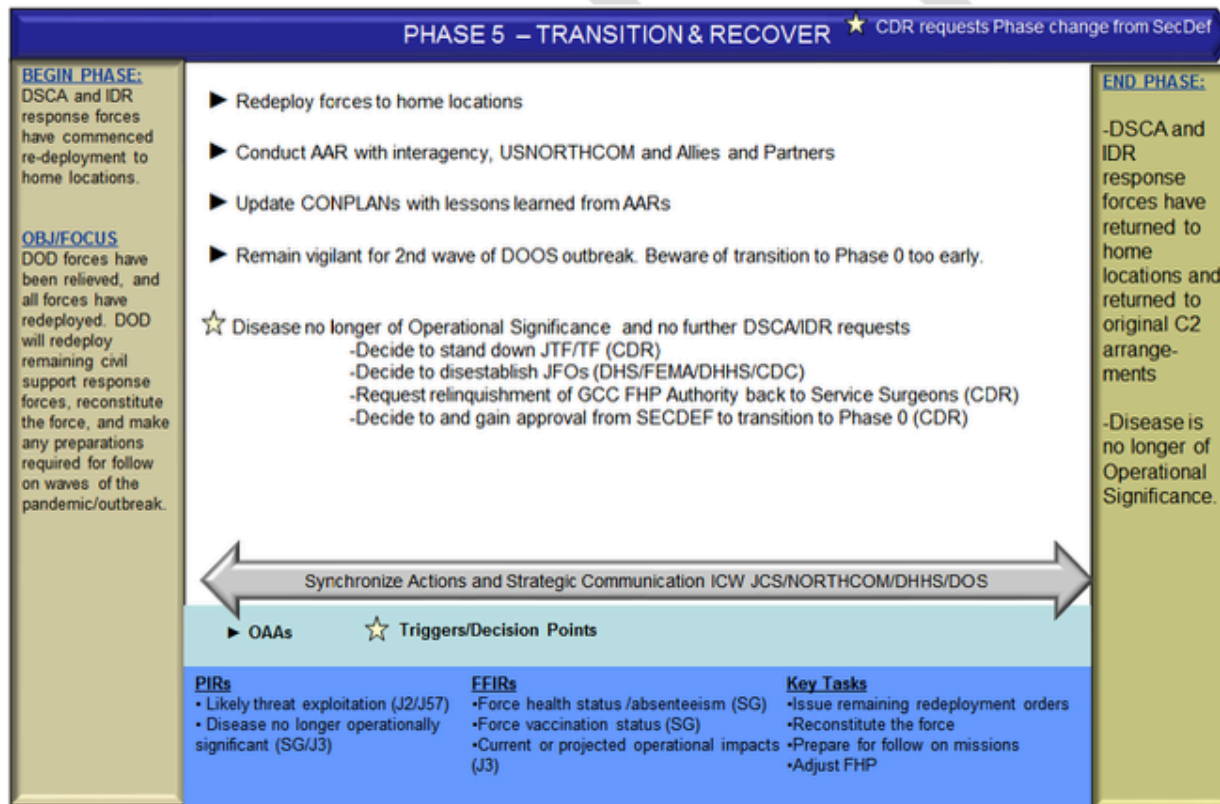 PHASE 5 – TRANSITION & RECOVER
CDR requests Phase change from SecDef
BEGIN PHASE:
DSCA and IDR
response forces
have commenced
re-deployment to
home locations.
OBJ/FOCUS
DOD forces have
been relieved, and
all forces have
redeployed. DOD
will redeploy
remaining civil
support response
forces, reconstitute
the force, and make
any preparations
required for follow
on waves of the
pandemic/outbreak.
► Redeploy forces to home locations
► Conduct AAR with interagency, USNORTHCOM and Allies and Partners
► Update CONPLANs with lessons learned from AARs
► Remain vigilant for 2nd wave of DOOS outbreak. Beware of transition to Phase 0 too early.
Disease no longer of Operational Significance and no further DSCA/IDR requests
-Decide to stand down JTF/TF (CDR)
-Decide to disestablish JFOs (DHS/FEMA/DHHS/CDC)
-Request relinquishment of GCC FHP Authority back to Service Surgeons (CDR)
-Decide to and gain approval from SECDEF to transition to Phase 0 (CDR)
Synchronize Actions and Strategic Communication ICW JCS/NORTHCOM/DHHS/DOS
► OAAs
Triggers/Decision Points
PIRs
• Likely threat exploitation (J2/J57)
• Disease no longer operationally
significant (SG/J3)
FFIRs
•Force health status /absenteeism (SG)
•Force vaccination status (SG)
•Current or projected operational impacts
(J3)
Key Tasks
•Issue remaining redeployment orders
•Reconstitute the force
•Prepare for follow on missions
•Adjust FHP
END PHASE:
-DSCA and
IDR
response
forces have
returned to
home
locations and
returned to
original C2
arrange-
ments
-Disease is
no longer of
Operational
Significance.